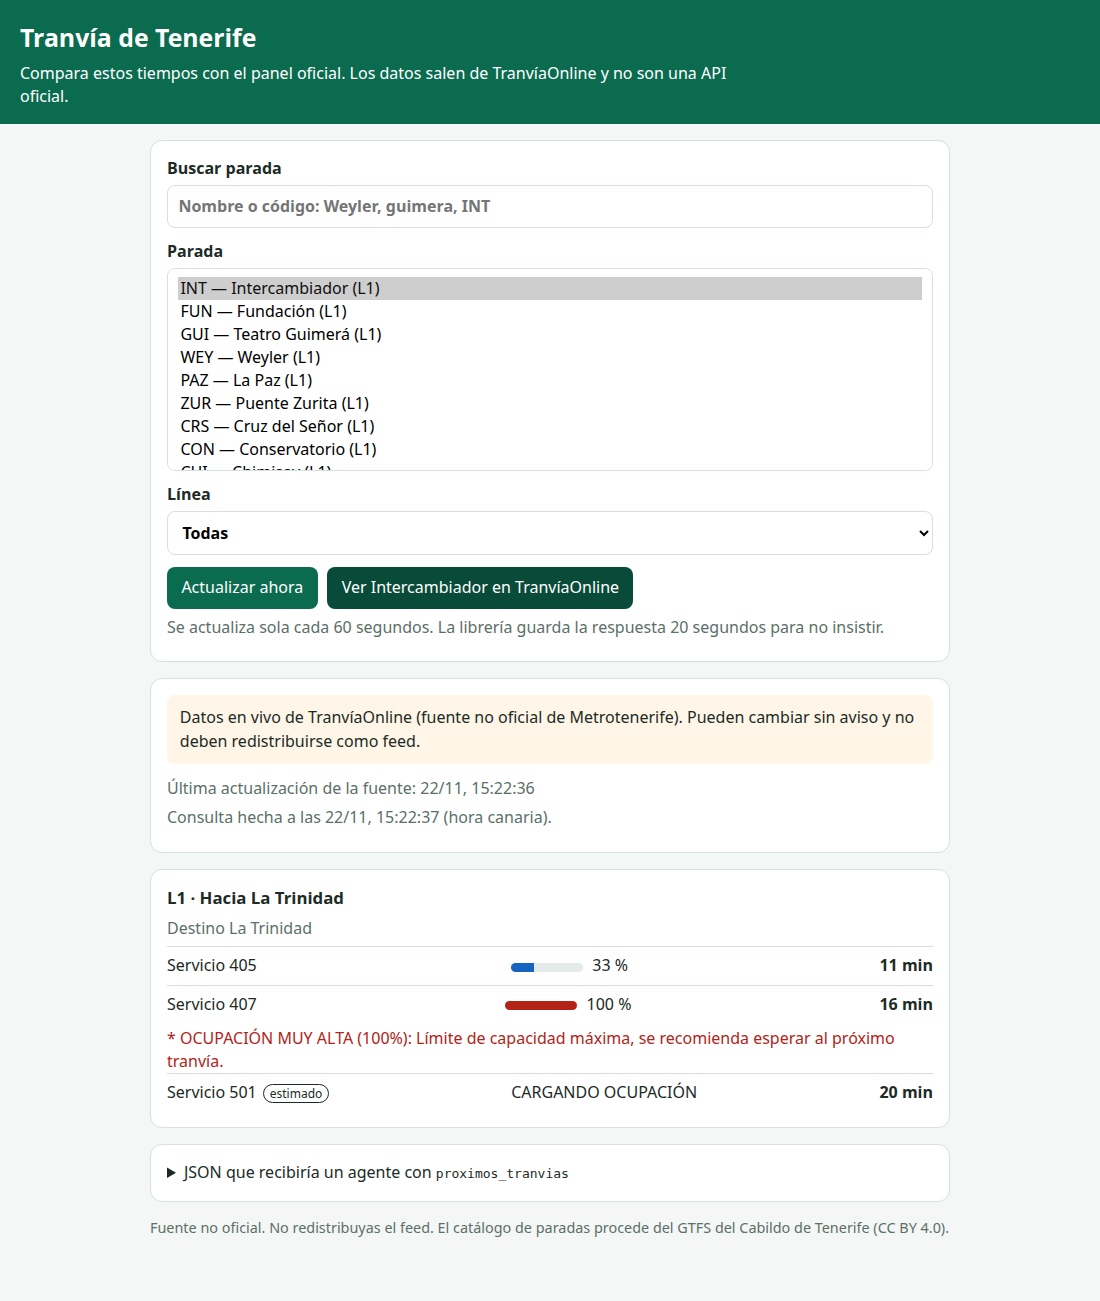 Tranvía de Tenerife
Compara estos tiempos con el panel oficial. Los datos salen de TranvíaOnline y no son una API
oficial.
Buscar parada
Nombre o código: Weyler, guimera, INT
Parada
INT — Intercambiador (L1)
FUN — Fundación (L1)
GUI — Teatro Guimerá (L1)
WEY — Weyler (L1)
PAZ — La Paz (L1)
ZUR — Puente Zurita (L1)
CRS — Cruz del Señor (L1)
CON — Conservatorio (L1)
Línea
Todas
Actualizar ahora
Ver Intercambiador en TranvíaOnline
Se actualiza sola cada 60 segundos. La librería guarda la respuesta 20 segundos para no insistir.
Datos en vivo de TranvíaOnline (fuente no oficial de Metrotenerife). Pueden cambiar sin aviso y no
deben redistribuirse como feed.
Última actualización de la fuente: 22/11, 15:22:36
Consulta hecha a las 22/11, 15:22:37 (hora canaria).
L1 · Hacia La Trinidad
Destino La Trinidad
Servicio 405 33 % 11 min
Servicio 407 100 % 16 min
* OCUPACIÓN MUY ALTA (100%): Límite de capacidad máxima, se recomienda esperar al próximo
tranvía.
Servicio 501 estimado CARGANDO OCUPACIÓN 20 min
JSON que recibiría un agente con proximos_tranvias
Fuente no oficial. No redistribuyas el feed. El catálogo de paradas procede del GTFS del Cabildo de Tenerife (CC BY 4.0).